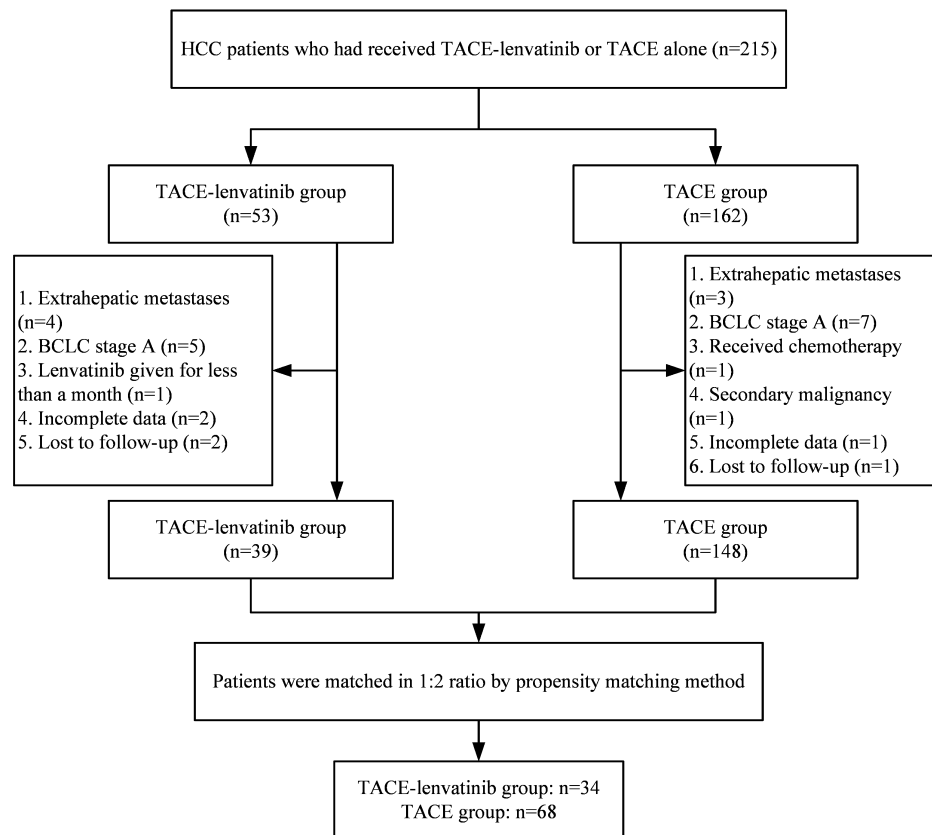 HCC patients who had received TACE-lenvatinib or TACE alone (n=215)
TACE-lenvatinib group
(n=53)
TACE group
(n=162)
1. Extrahepatic metastases
(n=4)
2. BCLC stage A (n=5)
3. Lenvatinib given for less
than a month (n=1)
4. Incomplete data (n=2)
5. Lost to follow-up (n=2)
1. Extrahepatic metastases
(n=3)
2. BCLC stage A (n=7)
3. Received chemotherapy
(n=1)
4. Secondary malignancy
(n=1)
5. Incomplete data (n=1)
6. Lost to follow-up (n=1)
TACE-lenvatinib group
(n=39)
TACE group
(n=148)
Patients were matched in 1:2 ratio by propensity matching method
TACE-lenvatinib group: n=34
TACE group: n=68